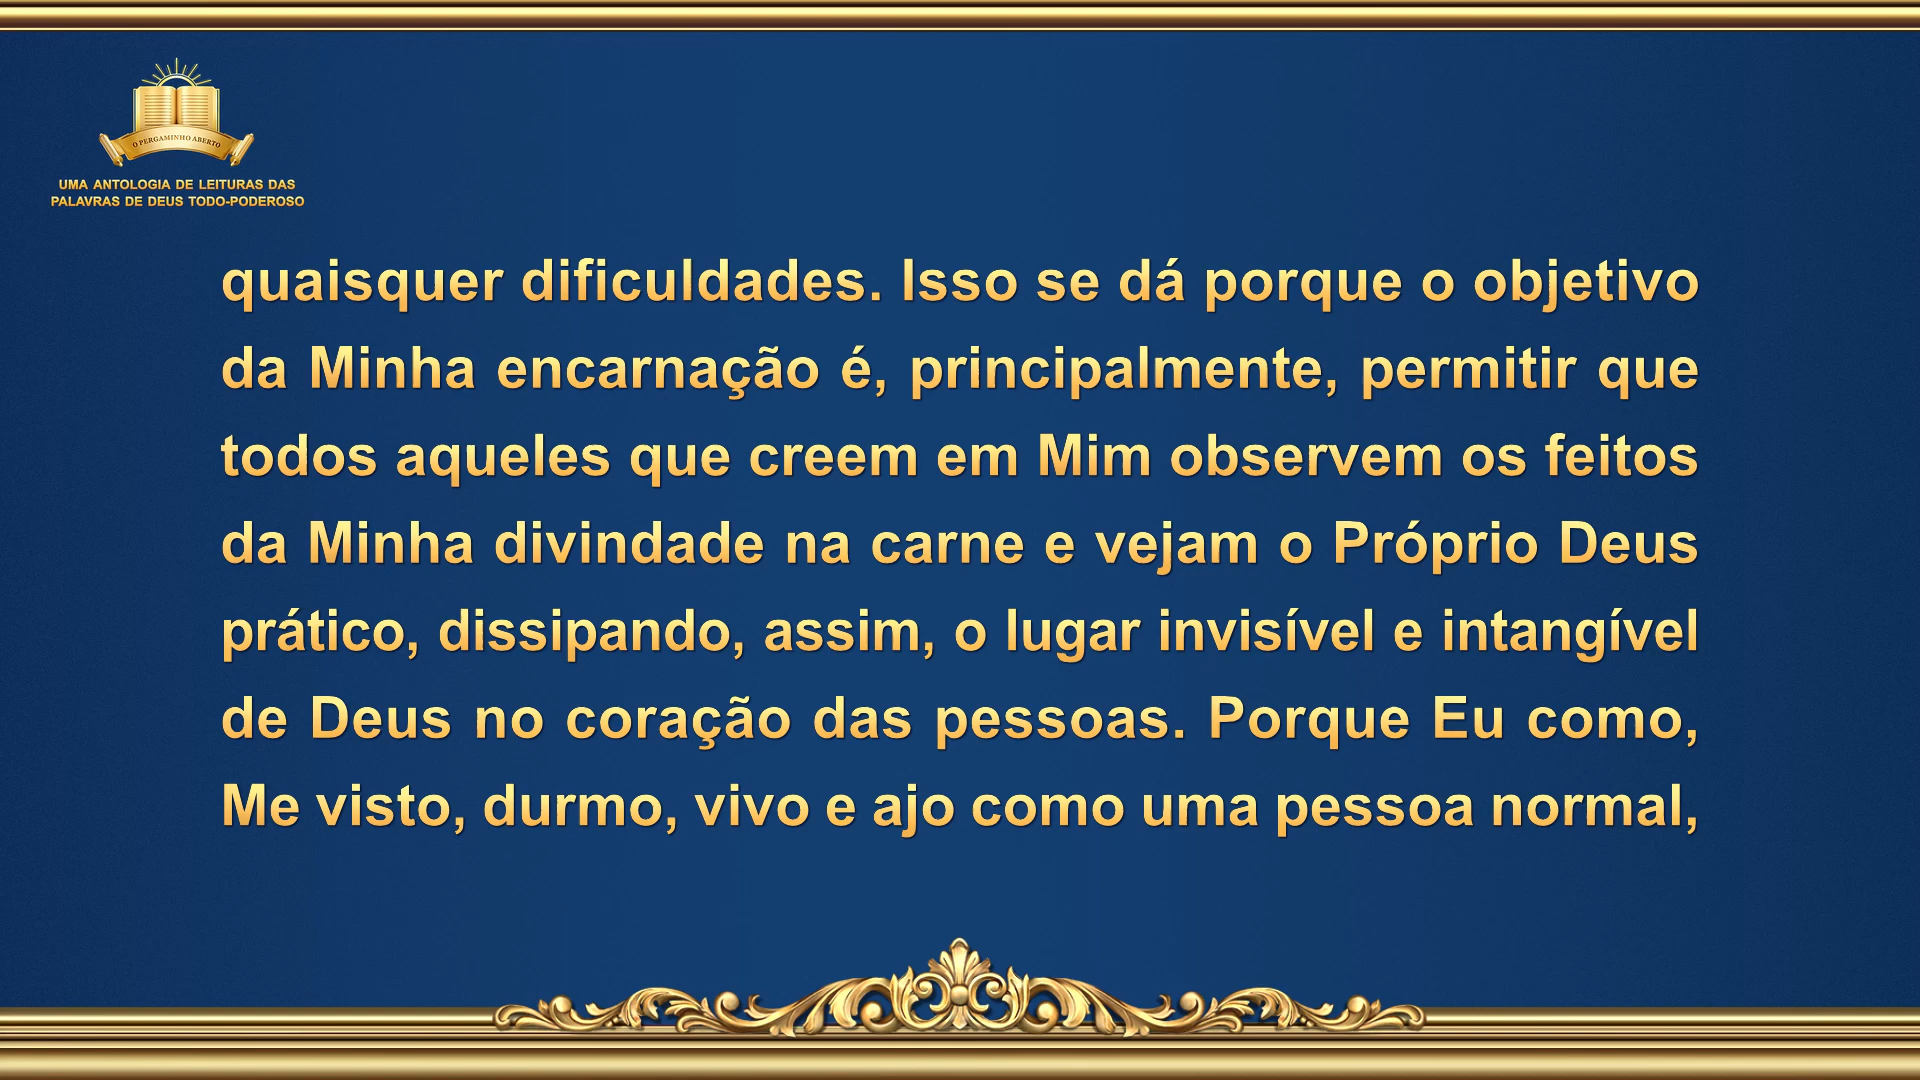 O PERGAMINHO ABERTO
UMA ANTOLOGIA DE LEITURAS DAS
PALAVRAS DE DEUS TODO-PODEROSO
quaisquer dificuldades. Isso se dá porque o objetivo
da Minha encarnação é, principalmente, permitir que
todos aqueles que creem em Mim observem os feitos
da Minha divindade na carne e vejam o Próprio Deus
prático, dissipando, assim, o lugar invisível e intangível
de Deus no coração das pessoas. Porque Eu como,
Me visto, durmo, vivo e ajo como uma pessoa normal,